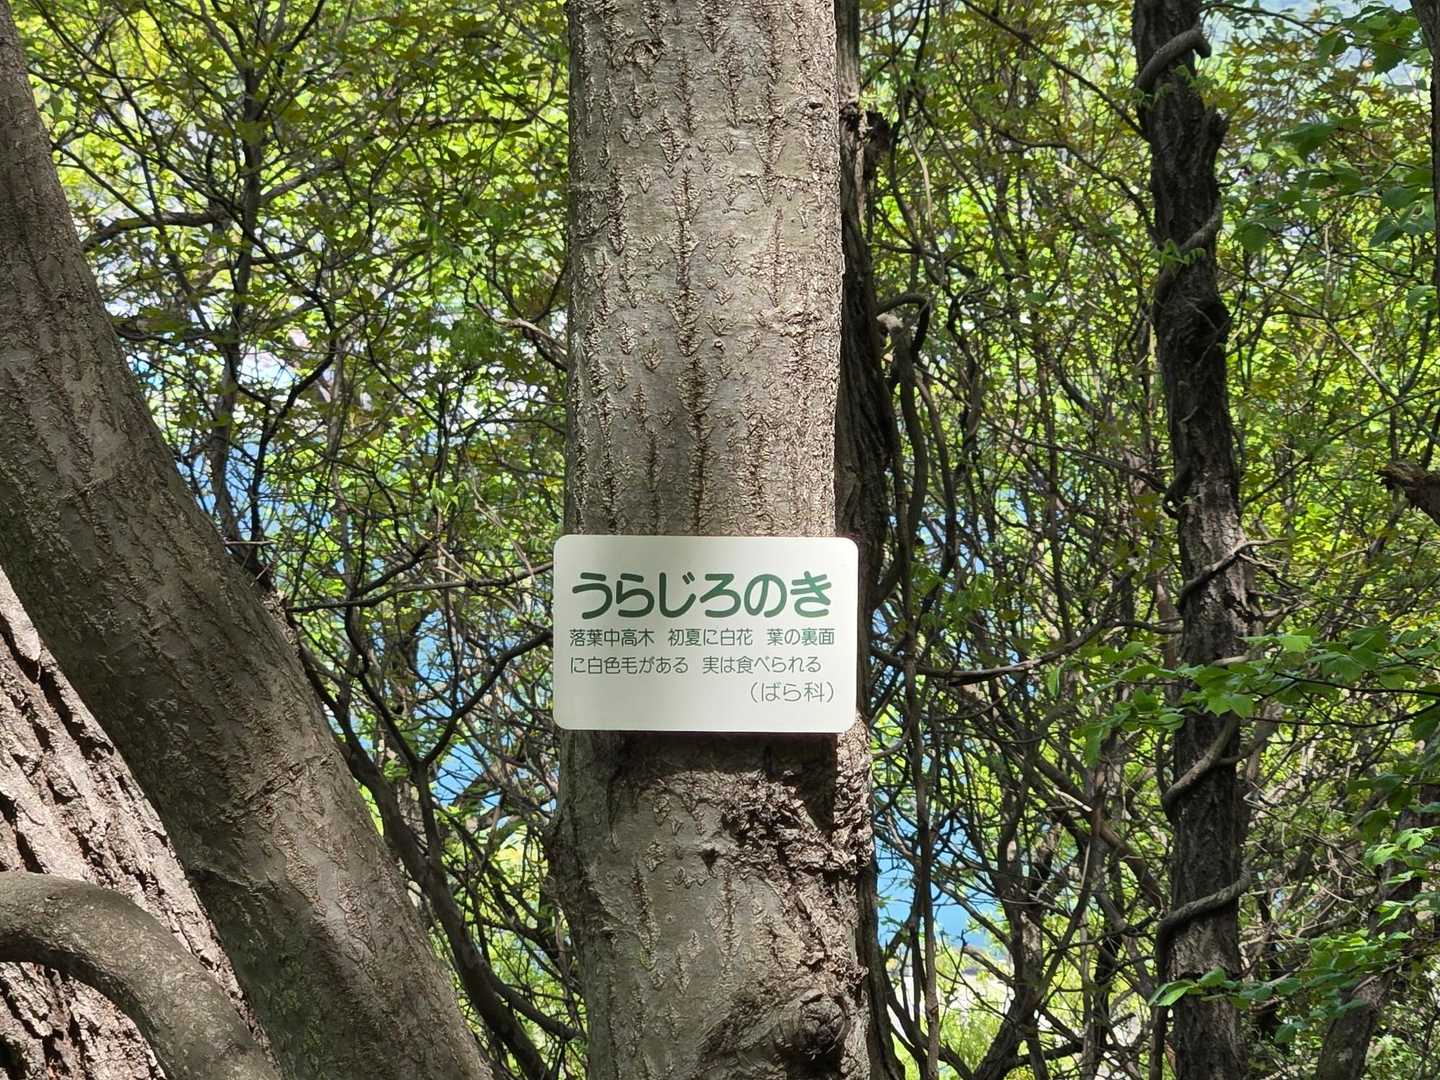 うらじろのき
落葉中高木 初夏に白花 葉の裏面
に白色毛がある 実は食べられる
(ばら科)